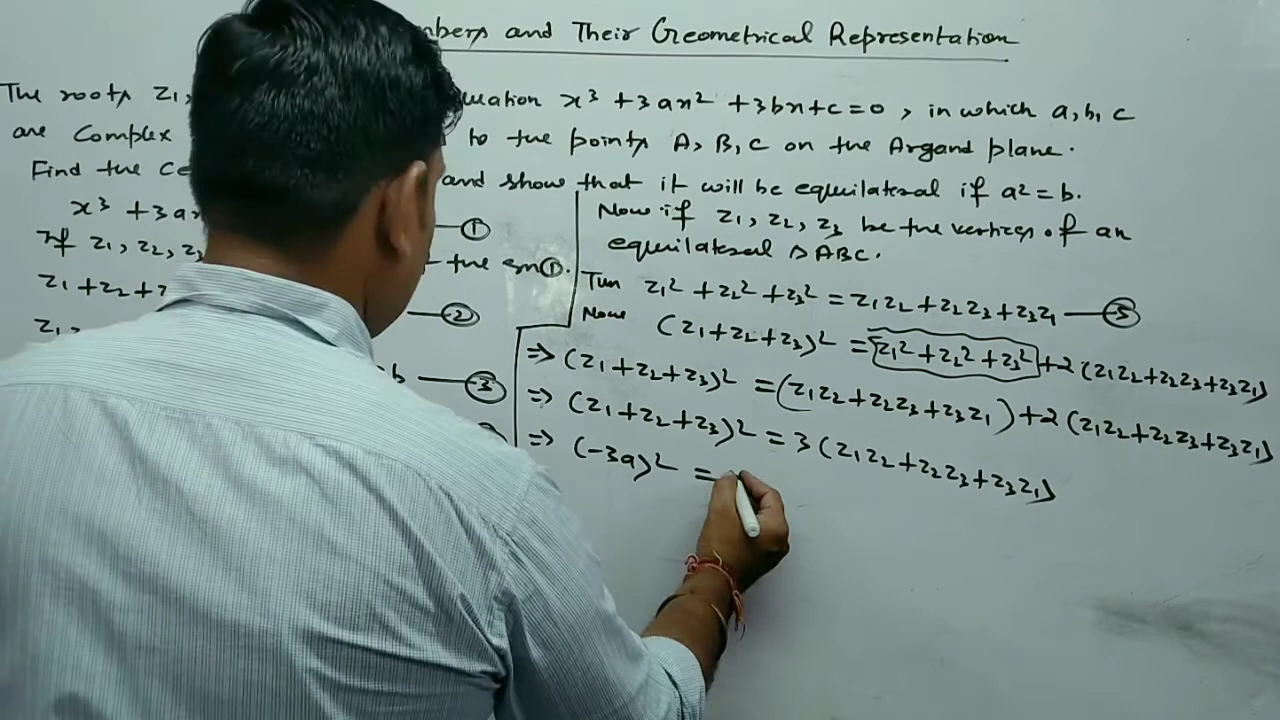 mbers and Their Geometrical Representation
The roots z₁,
uation x³ + 3ax² + 3bx + c = 0 , in which a, b, c
are Complex
to the points A, B, C on the Argand plane.
Find the Ce
and show that it will be equilateral if a² = b.
x³ + 3a
①
If z₁, z₂, z₃
the eqn ①.
z₁ + z₂ + z
②
z₁
b ③
Now if z₁, z₂, z₃ be the vertices of an
equilateral △ ABC.
Then z₁² + z₂² + z₃² = z₁z₂ + z₂z₃ + z₃z₁ — ⑤
Now (z₁+z₂+z₃)² = z₁² + z₂² + z₃² + 2(z₁z₂+z₂z₃+z₃z₁)
⇒ (z₁+z₂+z₃)² = (z₁z₂+z₂z₃+z₃z₁) + 2(z₁z₂+z₂z₃+z₃z₁)
⇒ (z₁+z₂+z₃)² = 3(z₁z₂+z₂z₃+z₃z₁)
⇒ (-3a)² =